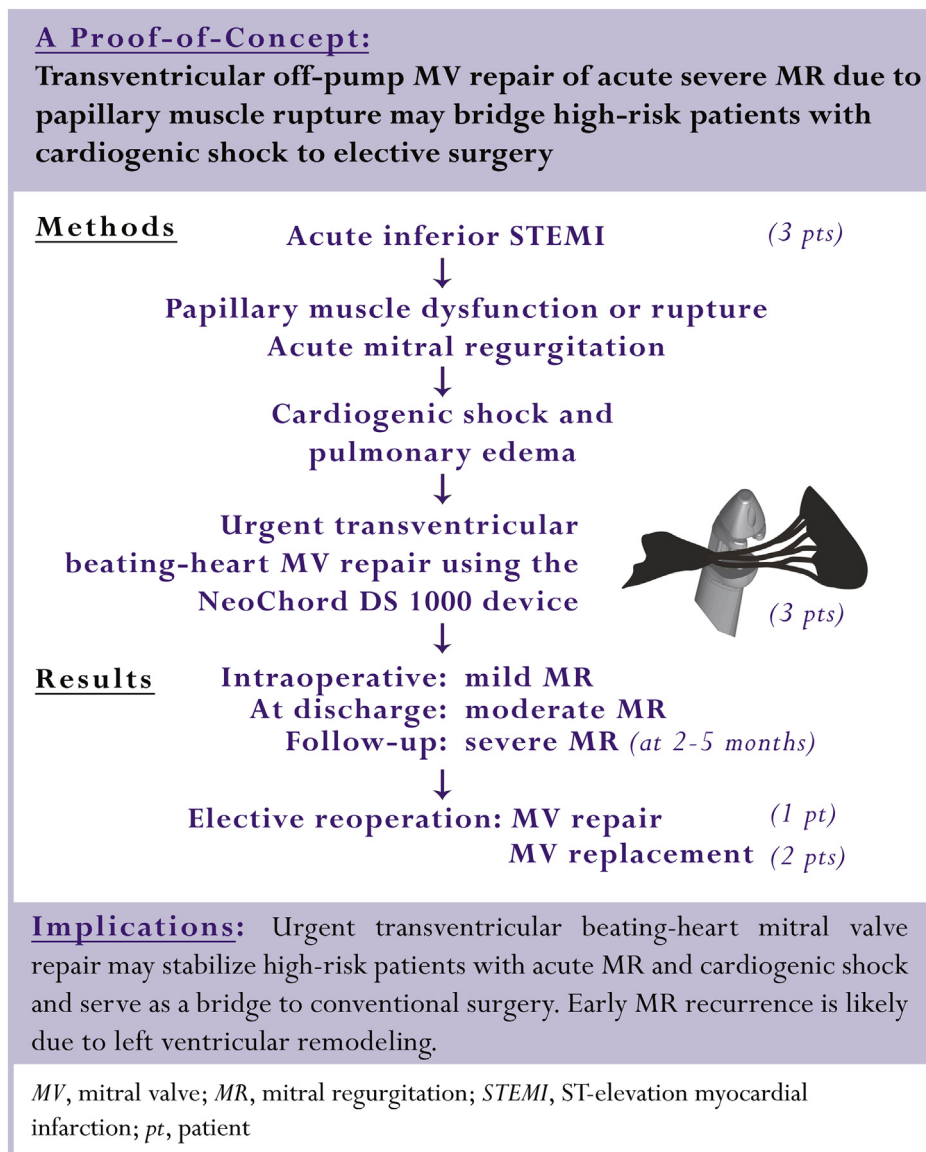 A Proof-of-Concept:
Transventricular off-pump MV repair of acute severe MR due to
papillary muscle rupture may bridge high-risk patients with
cardiogenic shock to elective surgery
Methods
Acute inferior STEMI (3 pts)
↓
Papillary muscle dysfunction or rupture
Acute mitral regurgitation
↓
Cardiogenic shock and
pulmonary edema
↓
Urgent transventricular
beating-heart MV repair using the
NeoChord DS 1000 device (3 pts)
↓
Results
Intraoperative: mild MR
At discharge: moderate MR
Follow-up: severe MR (at 2-5 months)
↓
Elective reoperation: MV repair (1 pt)
MV replacement (2 pts)
Implications: Urgent transventricular beating-heart mitral valve
repair may stabilize high-risk patients with acute MR and cardiogenic shock
and serve as a bridge to conventional surgery. Early MR recurrence is likely
due to left ventricular remodeling.
MV, mitral valve; MR, mitral regurgitation; STEMI, ST-elevation myocardial
infarction; pt, patient